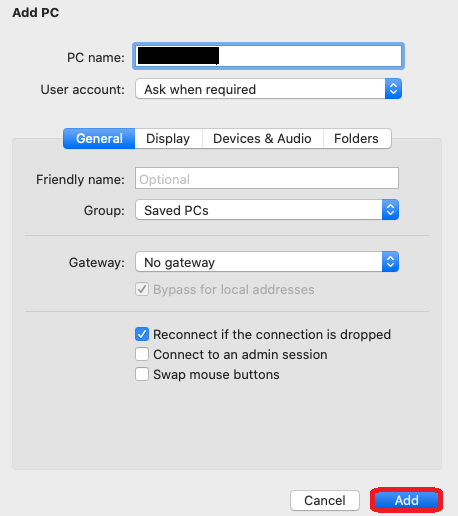 Add PC
PC name:
User account: Ask when required
General Display Devices & Audio Folders
Friendly name: Optional
Group: Saved PCs
Gateway: No gateway
Bypass for local addresses
Reconnect if the connection is dropped
Connect to an admin session
Swap mouse buttons
Cancel Add